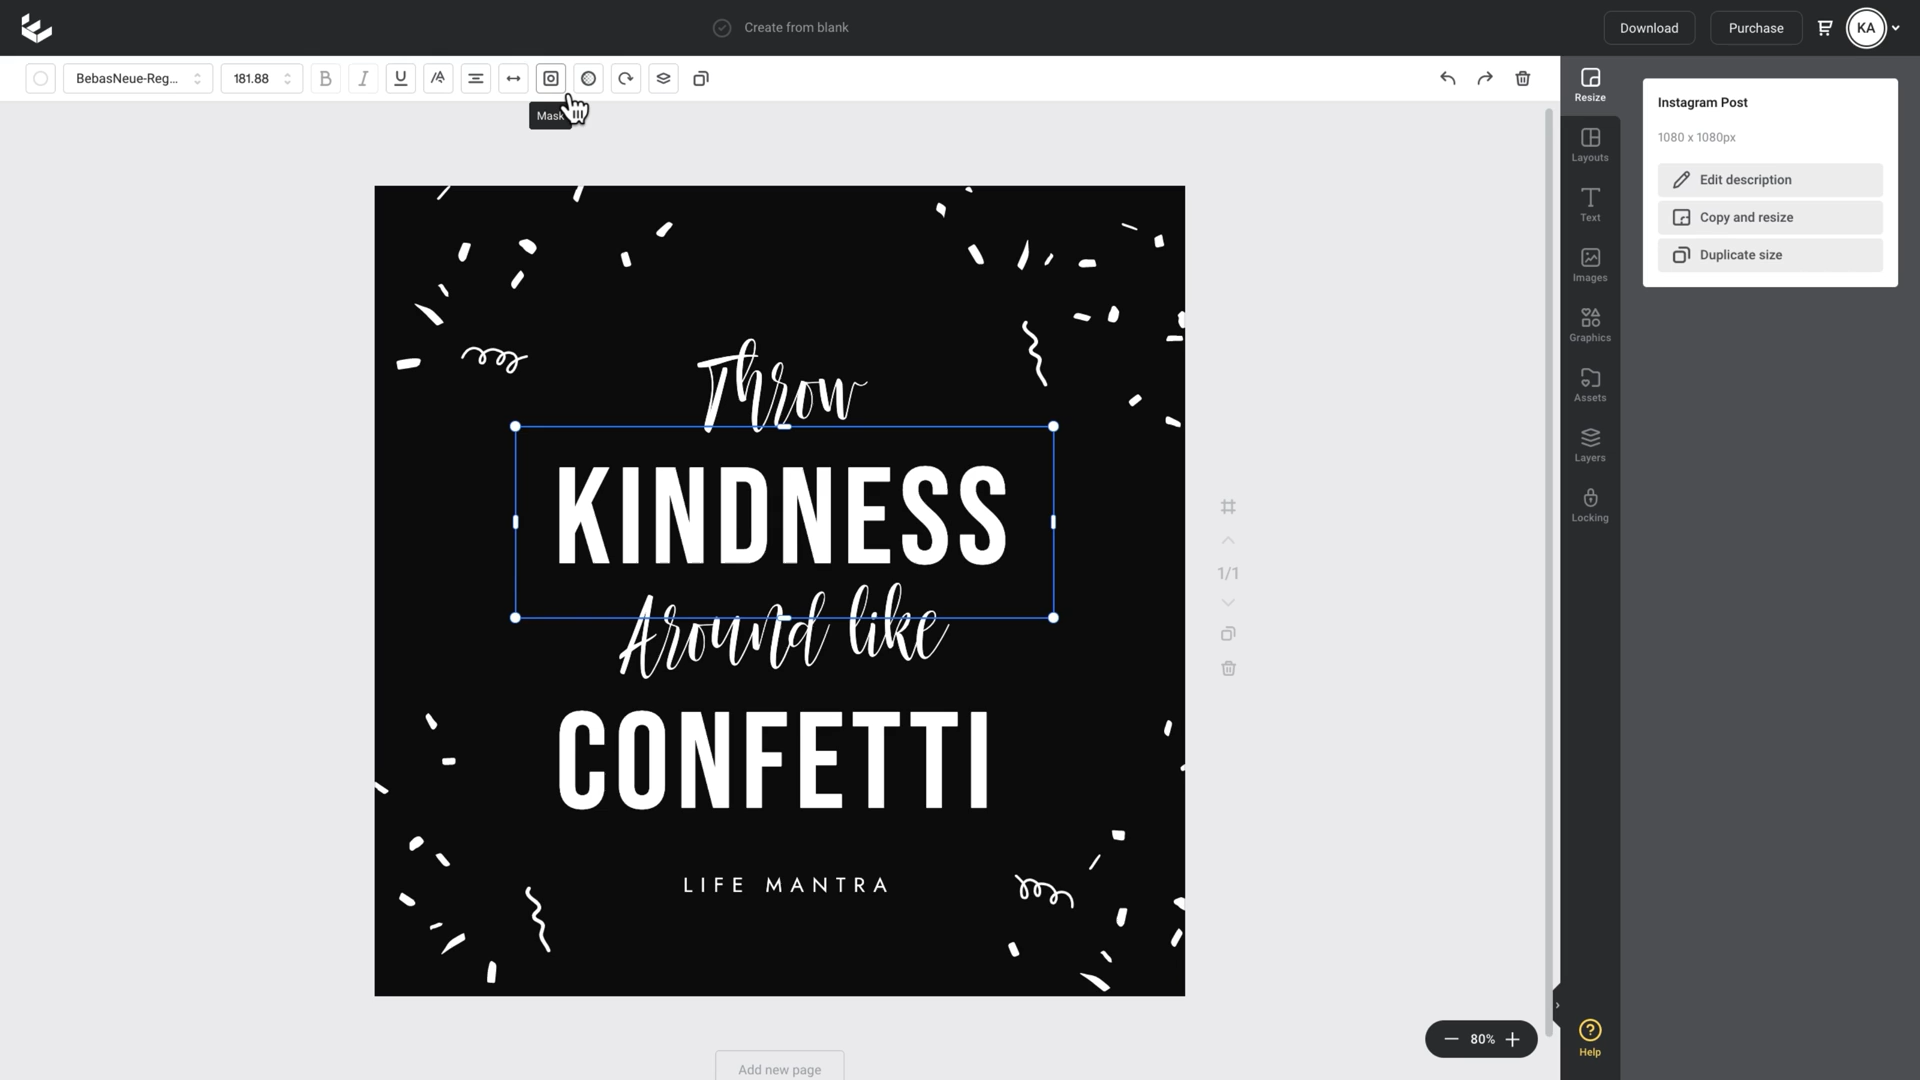 Create from blank
Download
Purchase
KA
BebasNeue-Reg...
181.88
B
I
U
A
Mask
Resize
Layouts
Text
Images
Graphics
Assets
Layers
Locking
Help
Instagram Post
1080 x 1080px
Edit description
Copy and resize
Duplicate size
Throw
KINDNESS
Around like
CONFETTI
LIFE MANTRA
1/1
80%
Add new page